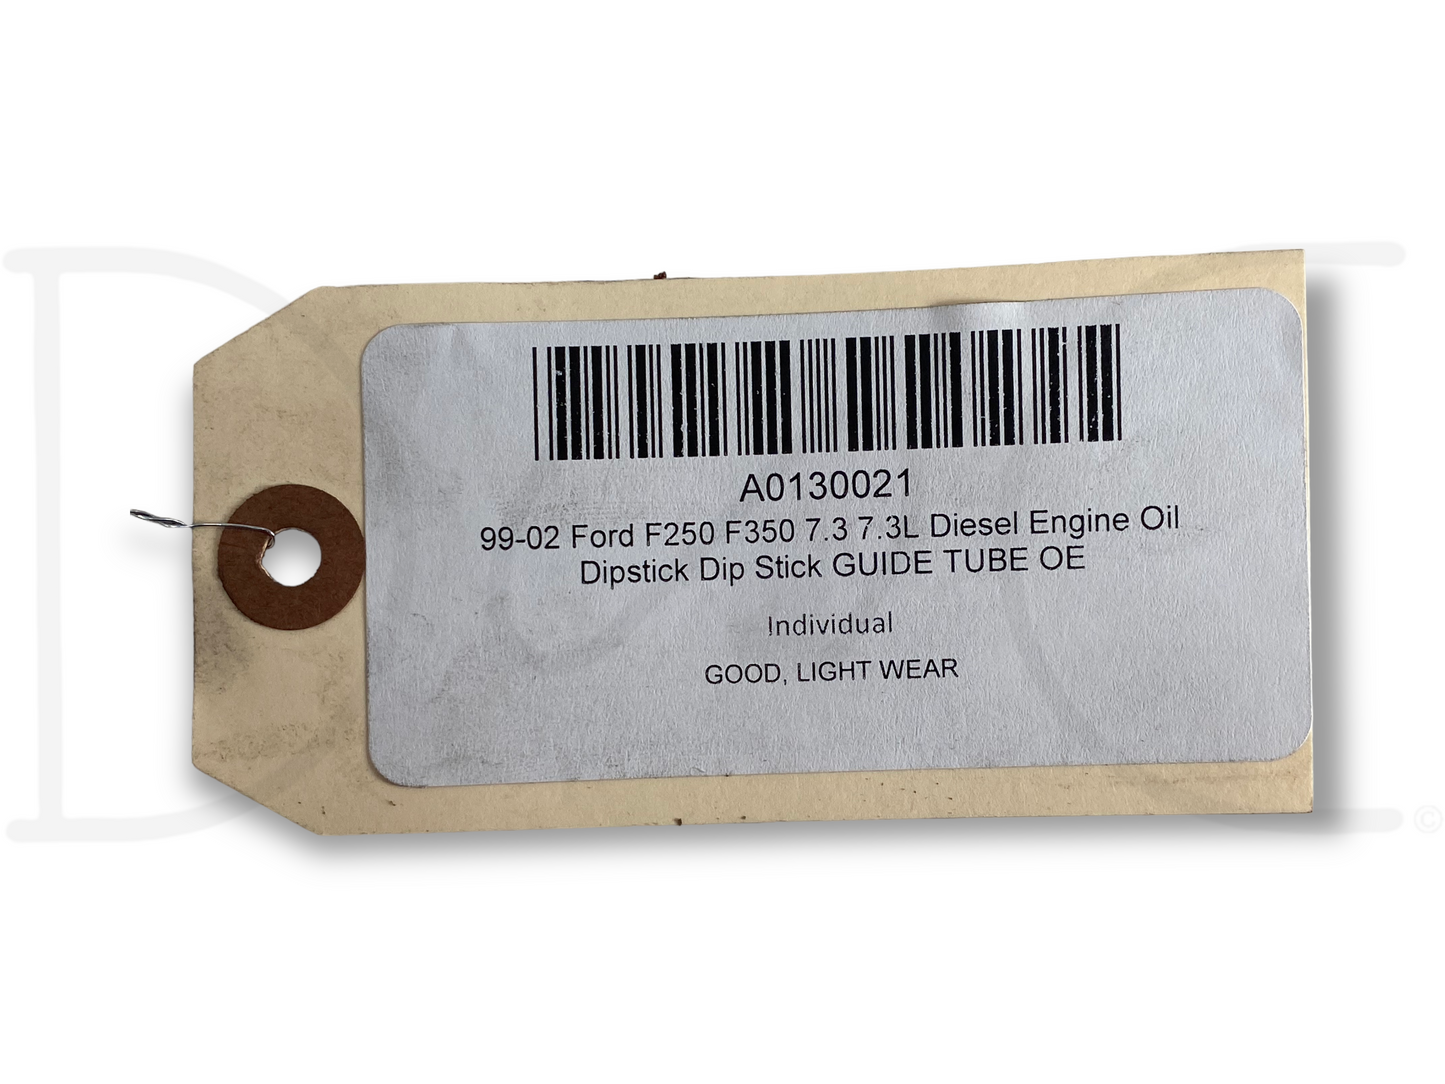 A0130021
99-02 Ford F250 F350 7.3 7.3L Diesel Engine Oil
Dipstick Dip Stick GUIDE TUBE OE
Individual
GOOD, LIGHT WEAR
©